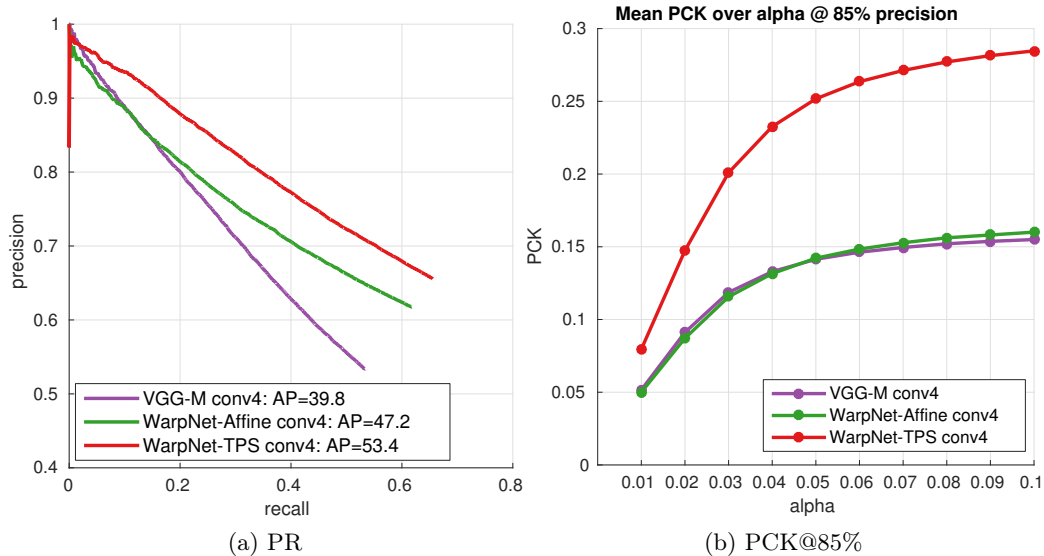 1
0.9
0.8
0.7
0.6
0.5
0.4
precision
0
0.2
0.4
0.6
0.8
recall
VGG-M conv4: AP=39.8
WarpNet-Affine conv4: AP=47.2
WarpNet-TPS conv4: AP=53.4
(a) PR
Mean PCK over alpha @ 85% precision
0.3
0.25
0.2
0.15
0.1
0.05
0
PCK
0.01 0.02 0.03 0.04 0.05 0.06 0.07 0.08 0.09 0.1
alpha
VGG-M conv4
WarpNet-Affine conv4
WarpNet-TPS conv4
(b) PCK@85%